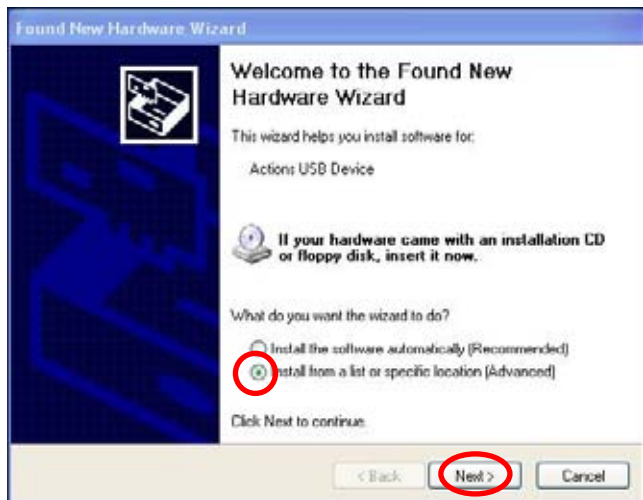 Found New Hardware Wizard
Welcome to the Found New
Hardware Wizard
This wizard helps you install software for:
Actions USB Device
If your hardware came with an installation CD
or floppy disk, insert it now.
What do you want the wizard to do?
Install the software automatically (Recommended)
Install from a list or specific location (Advanced)
Click Next to continue.
< Back
Next >
Cancel